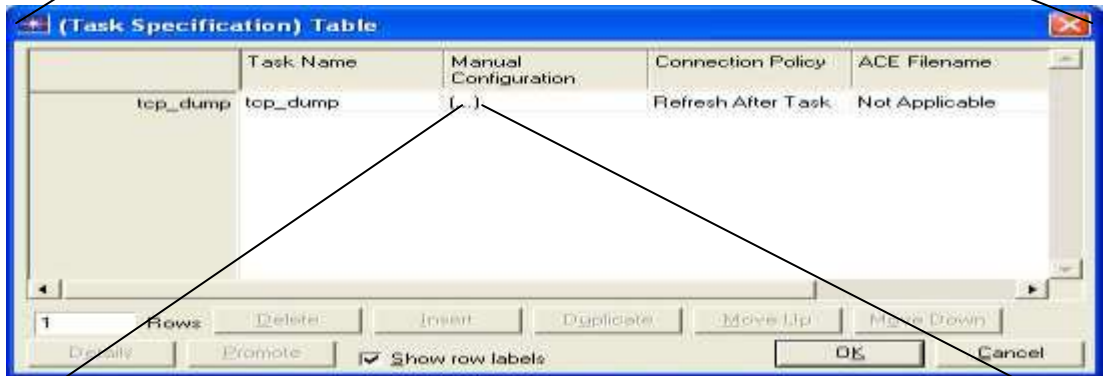 (Task Specification) Table
Task Name Manual Configuration Connection Policy ACE Filename
tcp_dump tcp_dump (...) Refresh After Task Not Applicable
1 Rows Delete Insert Duplicate Move Up Move Down
Details Promote Show row labels OK Cancel